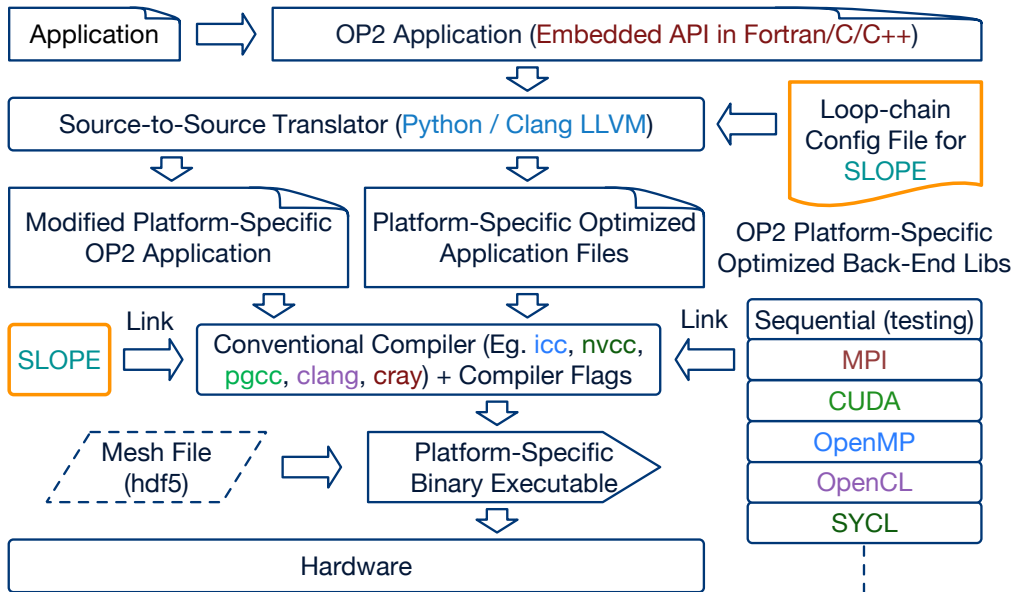 Application
OP2 Application (Embedded API in Fortran/C/C++)
Source-to-Source Translator (Python / Clang LLVM)
Loop-chain
Config File for
SLOPE
Modified Platform-Specific
OP2 Application
Platform-Specific Optimized
Application Files
OP2 Platform-Specific
Optimized Back-End Libs
SLOPE
Link
Conventional Compiler (Eg. icc, nvcc,
pgcc, clang, cray) + Compiler Flags
Link
Sequential (testing)
MPI
CUDA
OpenMP
OpenCL
SYCL
Mesh File
(hdf5)
Platform-Specific
Binary Executable
Hardware